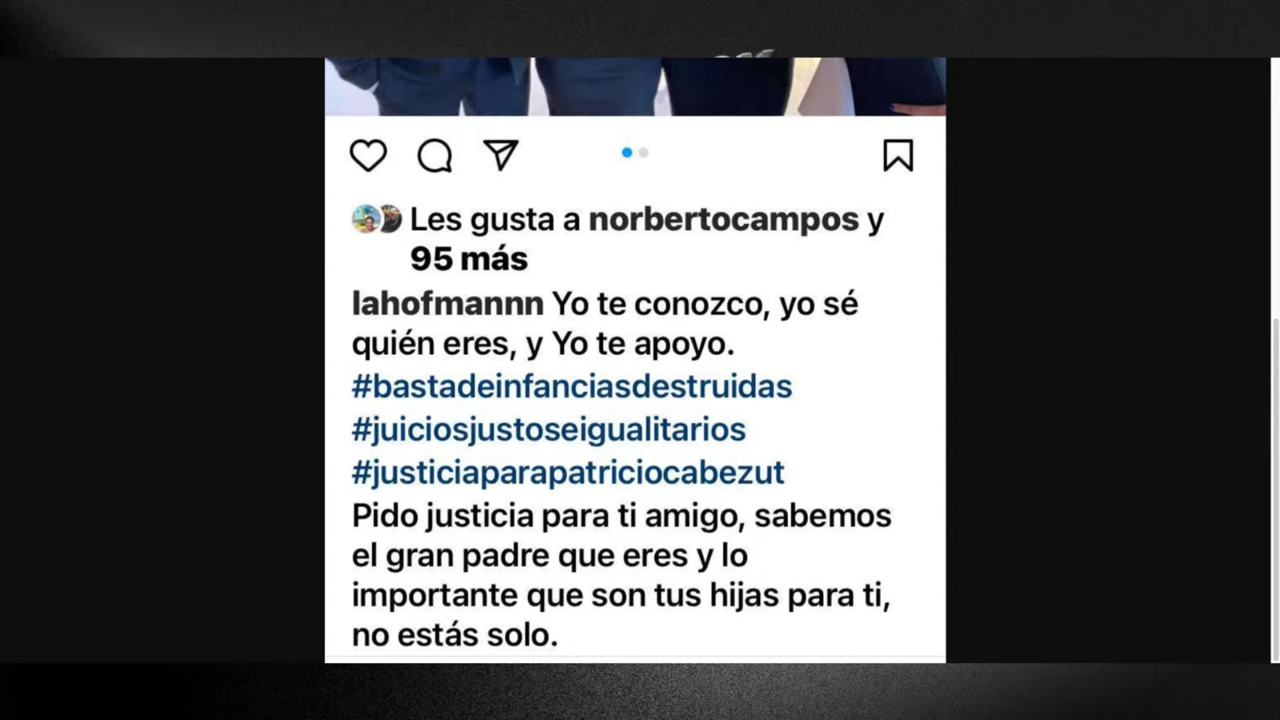 Les gusta a norbertocampos y
95 más
lahofmannn Yo te conozco, yo sé
quién eres, y Yo te apoyo.
#bastadeinfanciasdestruidas
#juiciosjustoseigualitarios
#justiciaparapatriciocabezut
Pido justicia para ti amigo, sabemos
el gran padre que eres y lo
importante que son tus hijas para ti,
no estás solo.